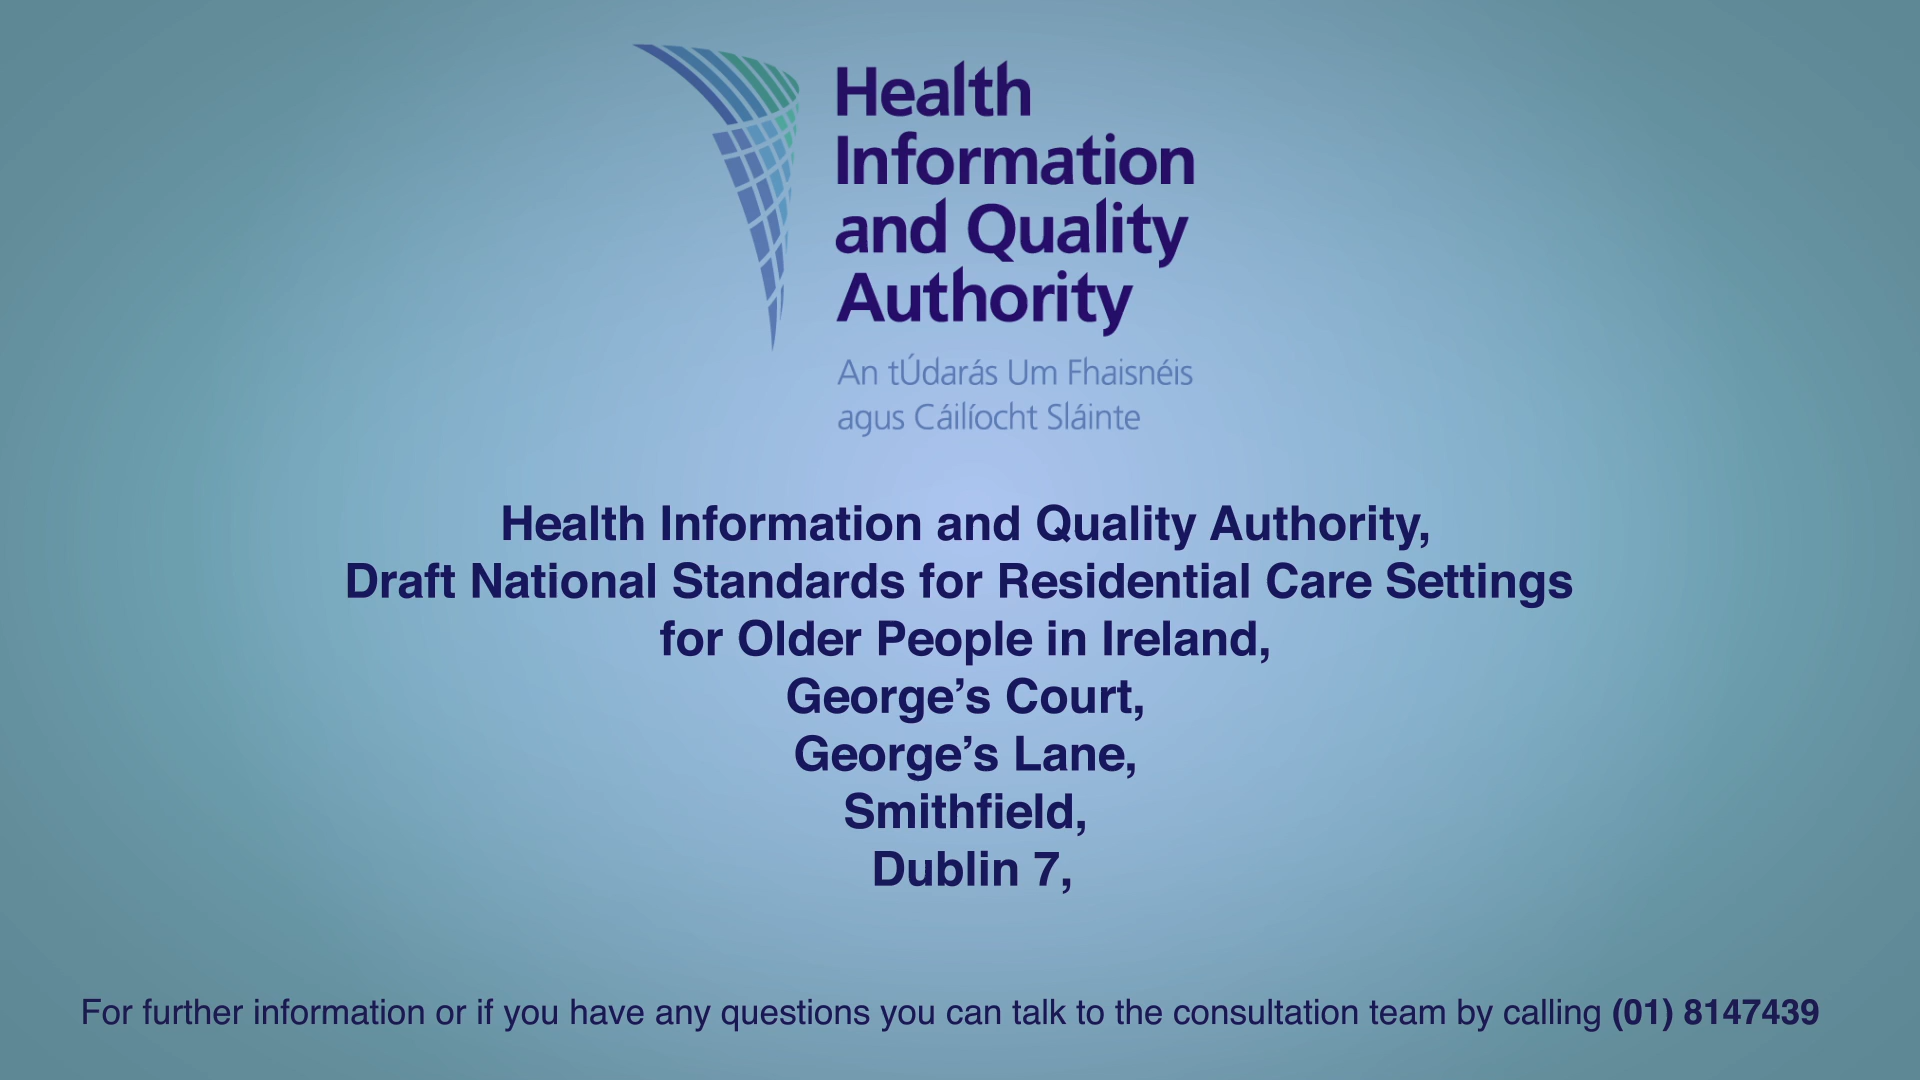 Health
Information
and Quality
Authority
An tÚdarás Um Fhaisnéis
agus Cáilíocht Sláinte
Health Information and Quality Authority,
Draft National Standards for Residential Care Settings
for Older People in Ireland,
George’s Court,
George’s Lane,
Smithfield,
Dublin 7,
For further information or if you have any questions you can talk to the consultation team by calling (01) 8147439